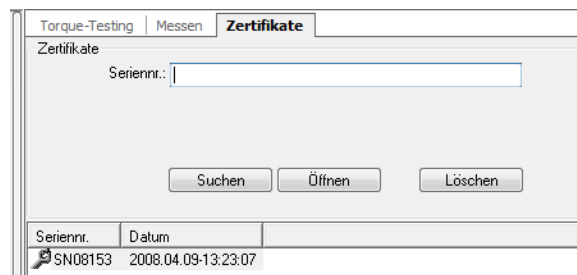 Torque-Testing Messen Zertifikate
Zertifikate
Seriennr.:
Suchen Öffnen Löschen
Seriennr. Datum
SN08153 2008.04.09-13:23:07